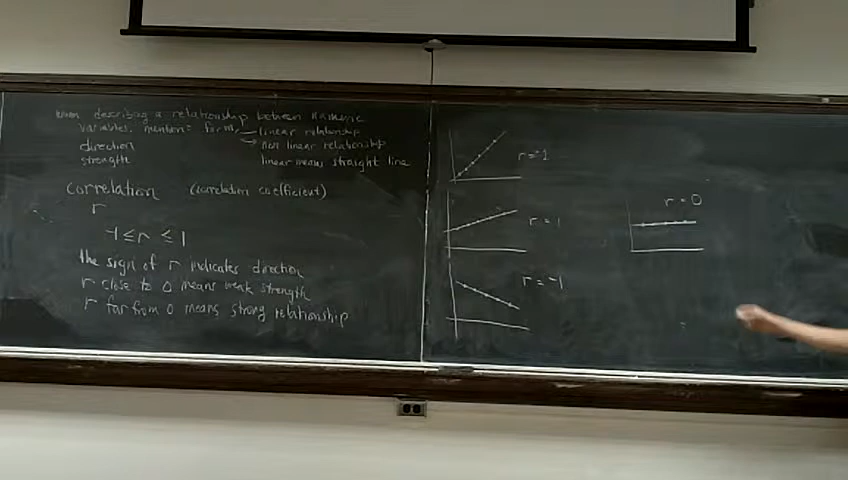 when describing a relationship between numeric
variables, mention: form, linear relationship
non linear relationship
direction
strength
linear means straight line
correlation (correlation coefficient)
r
-1 ≤ r ≤ 1
the sign of r indicates direction
r close to 0 means weak strength
r far from 0 means strong relationship
r = 1
r = 1
r = -1
r = 0